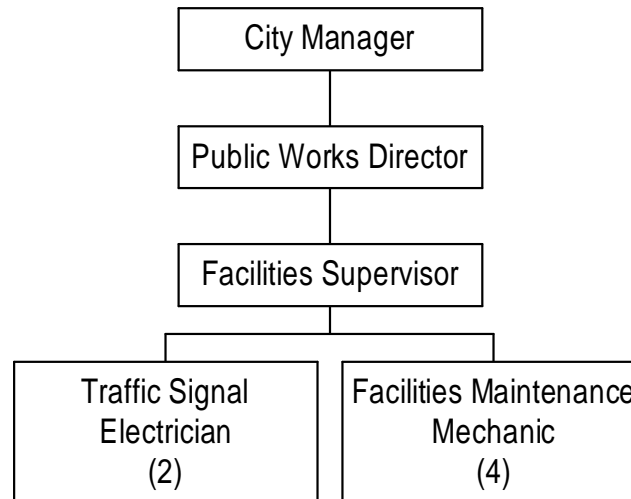 City Manager
Public Works Director
Facilities Supervisor
Traffic Signal
Electrician
(2)
Facilities Maintenance
Mechanic
(4)